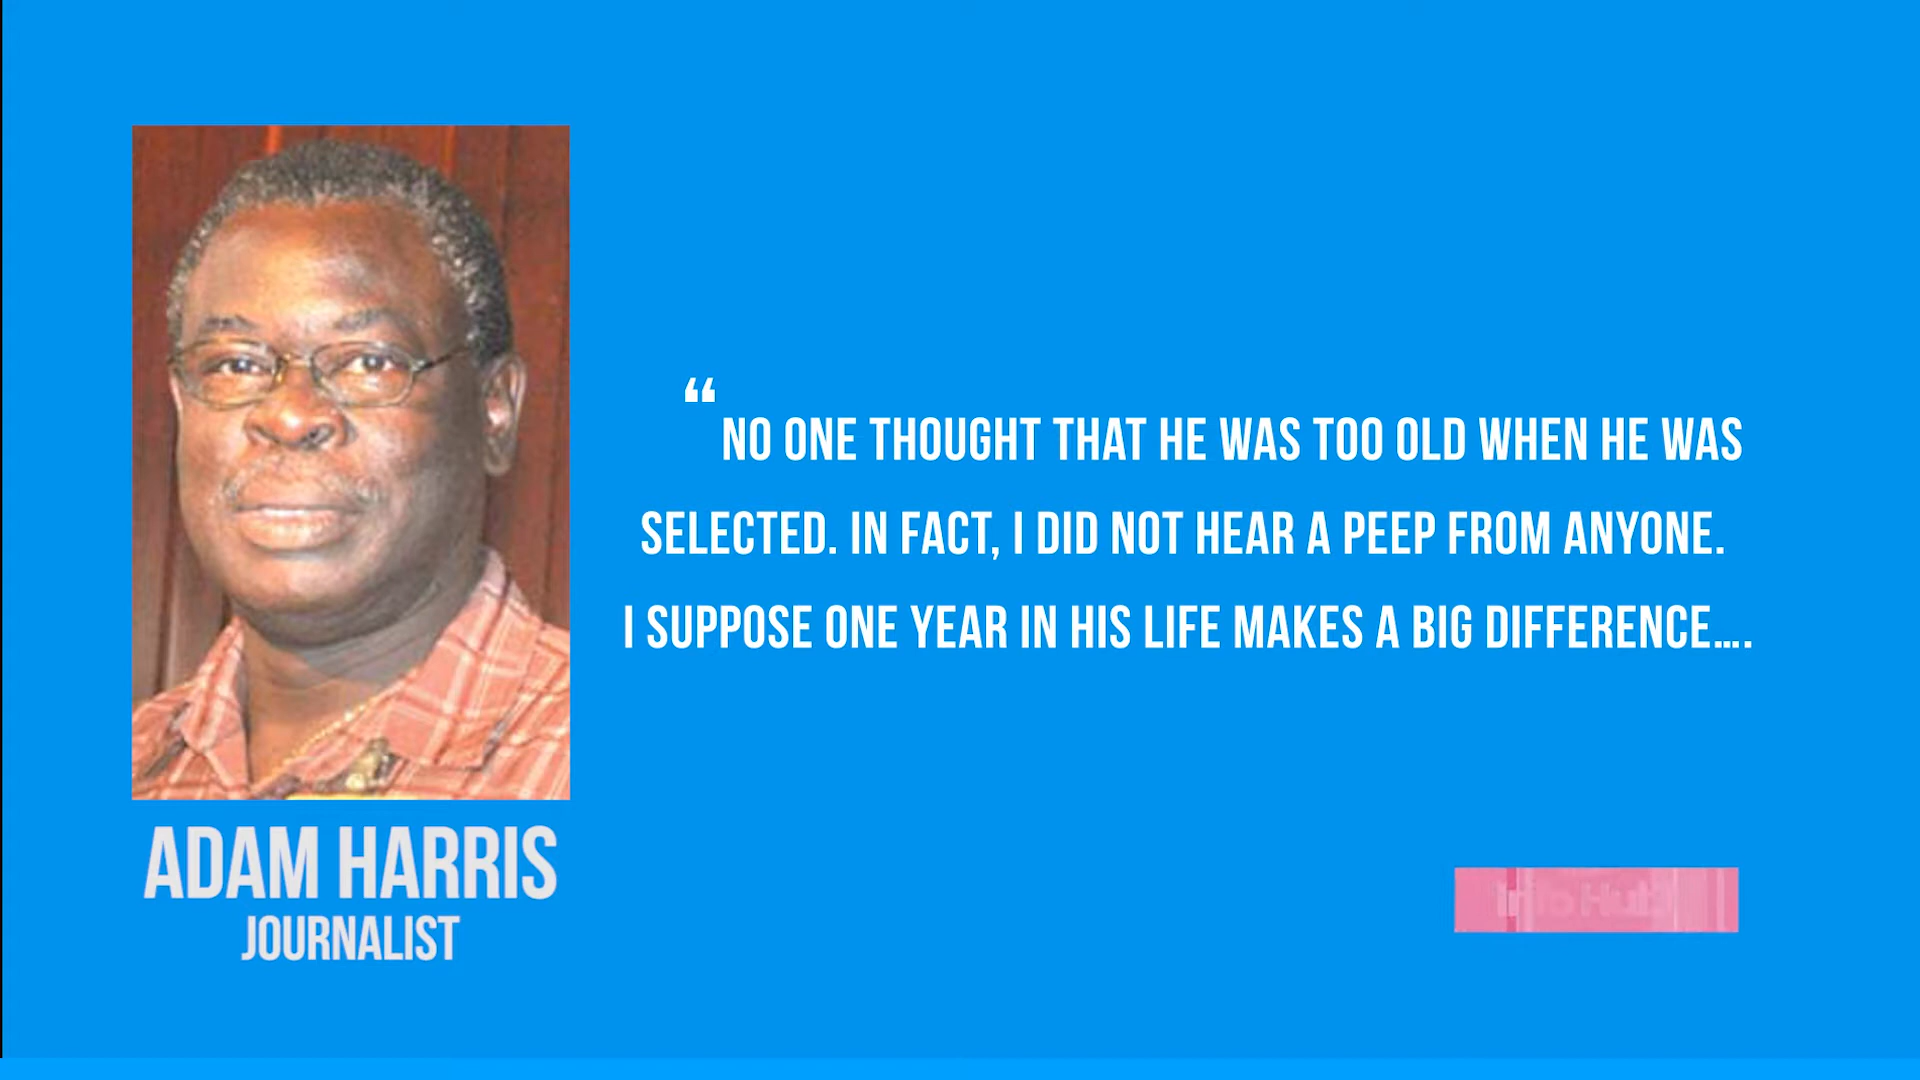 “NO ONE THOUGHT THAT HE WAS TOO OLD WHEN HE WAS
SELECTED. IN FACT, I DID NOT HEAR A PEEP FROM ANYONE.
I SUPPOSE ONE YEAR IN HIS LIFE MAKES A BIG DIFFERENCE....
ADAM HARRIS
JOURNALIST